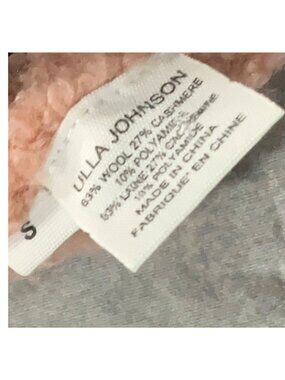 ULLA JOHNSON
63% WOOL 27% CASHMERE
10% POLYAMIDE
63% LAINE 27% CACHEMIRE
10% POLYAMIDE
MADE IN CHINA
FABRIQUE' EN CHINE
S